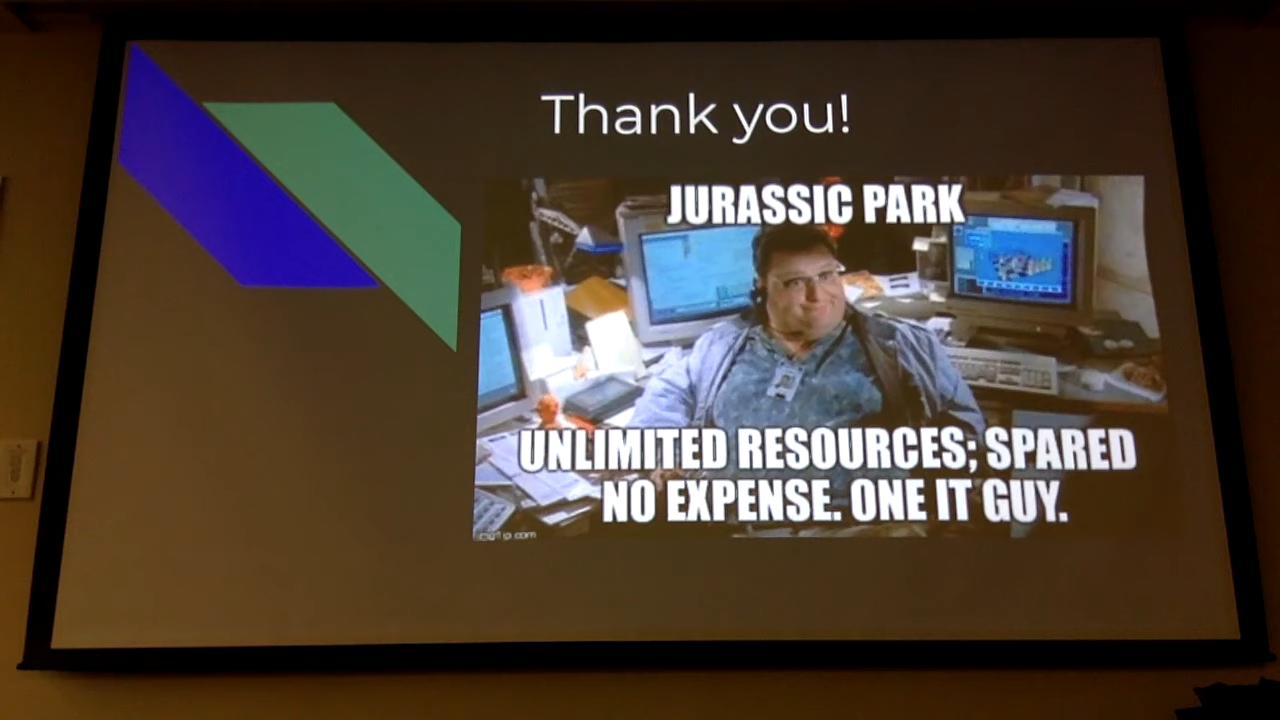 Thank you!
JURASSIC PARK
UNLIMITED RESOURCES; SPARED
NO EXPENSE. ONE IT GUY.